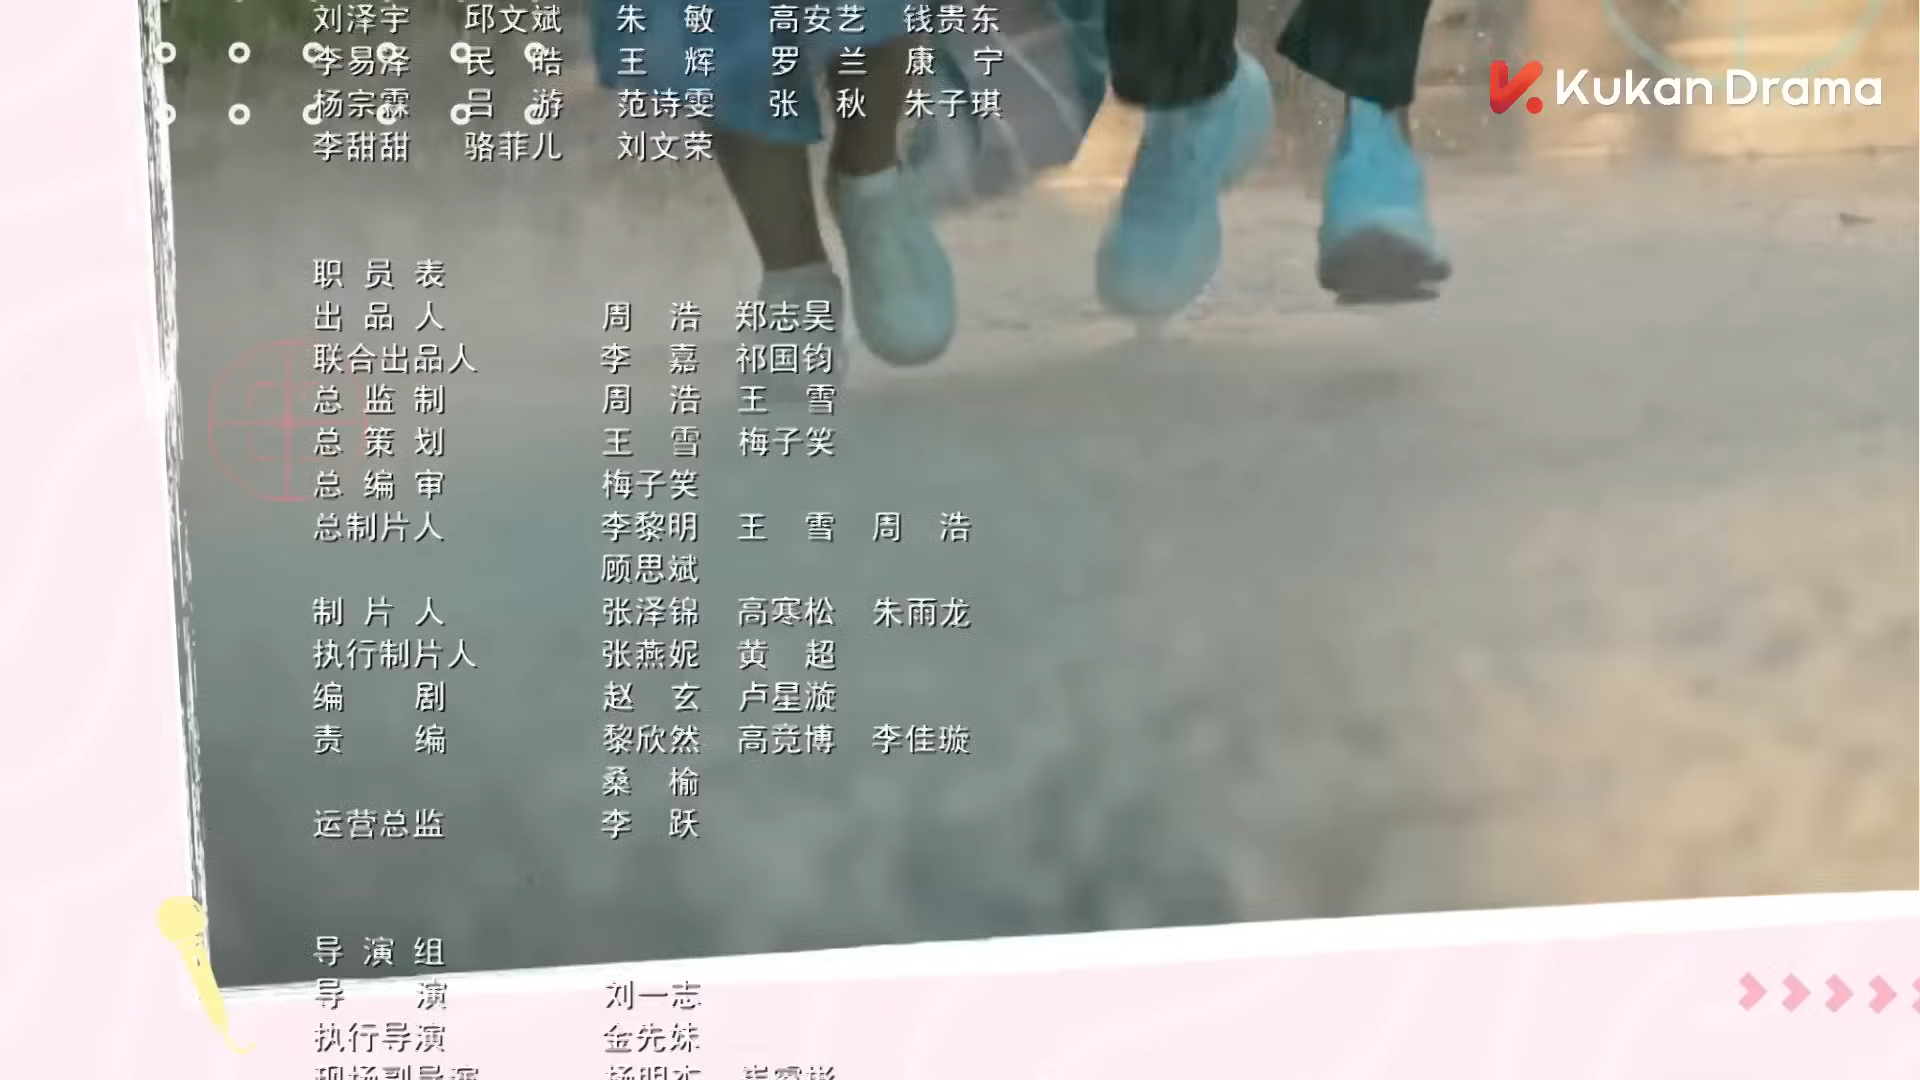 刘泽宇 邱文斌 朱 敏 高安艺 钱贵东
李易泽 民 皓 王 辉 罗 兰 康 宁
杨宗霖 吕 游 范诗雯 张 秋 朱子琪
李甜甜 骆菲儿 刘文荣
Kukan Drama
职 员 表
出 品 人 周 浩 郑志昊
联合出品人 李 嘉 祁国钧
总 监 制 周 浩 王 雪
总 策 划 王 雪 梅子笑
总 编 审 梅子笑
总制片人 李黎明 王 雪 周 浩
顾思斌
制 片 人 张泽锦 高寒松 朱雨龙
执行制片人 张燕妮 黄 超
编 剧 赵 玄 卢星漩
责 编 黎欣然 高竞博 李佳璇
桑 榆
运营总监 李 跃
导 演 组
导 演 刘一志
执行导演 金先妹
现场副导演 杨明杰